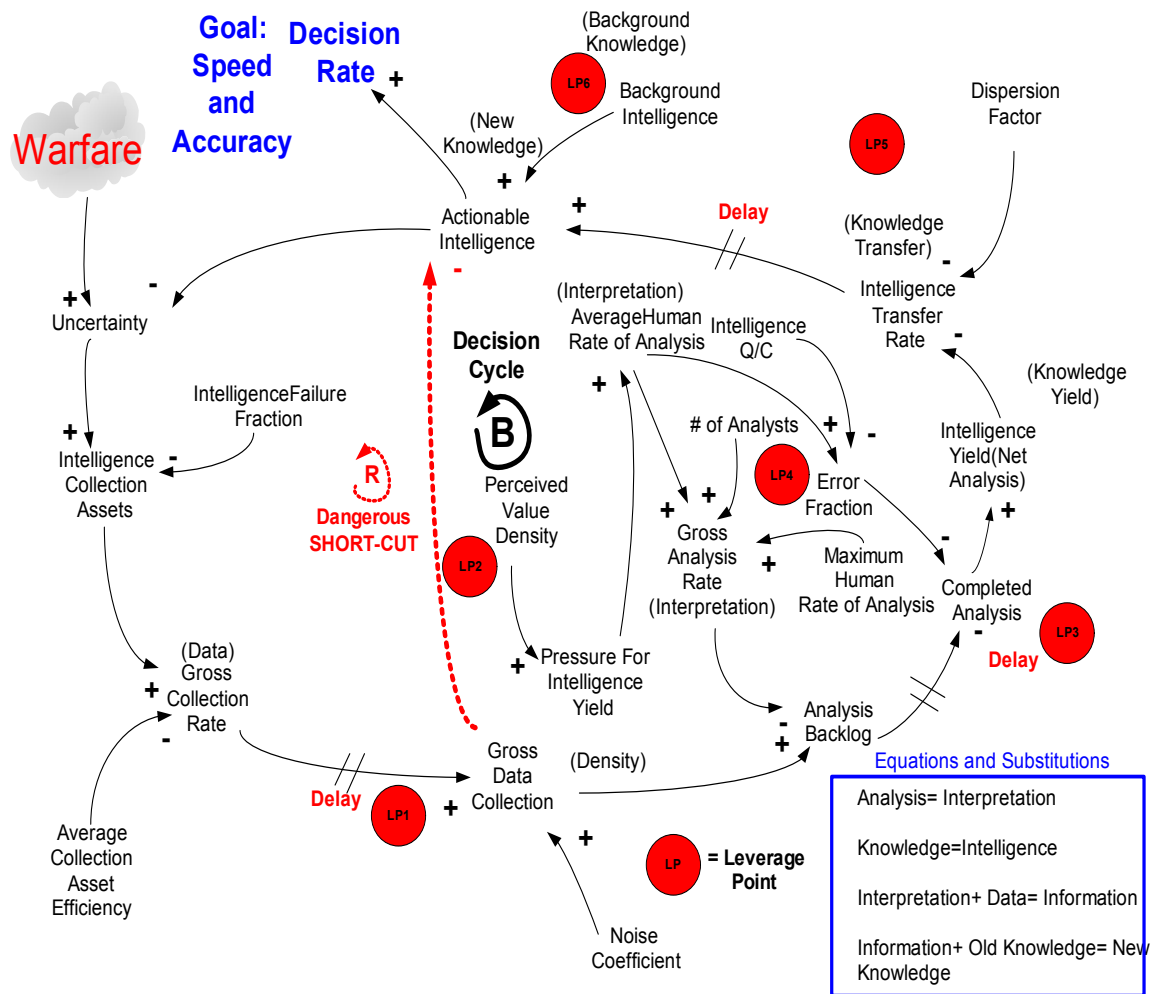 Goal:
Speed
and
Accuracy
Decision
Rate
+
(Background
Knowledge)
LP6
Background
Intelligence
Dispersion
Factor
Warfare
(New
Knowledge)
+
LP5
Actionable
Intelligence
+
Delay
(Knowledge
Transfer)
-
Intelligence
Transfer
Rate
-
-
-
+
Uncertainty
(Interpretation)
AverageHuman
Rate of Analysis
+
Intelligence
Q/C
Decision
Cycle
B
(Knowledge
Yield)
IntelligenceFailure
Fraction
+
-
Intelligence
Collection
Assets
# of Analysts
+
-
Intelligence
Yield(Net
Analysis)
+
R
Dangerous
SHORT-CUT
Perceived
Value
Density
LP2
LP4
Error
Fraction
+
+
Gross
Analysis
Rate
(Interpretation)
+
Maximum
Human
Rate of Analysis
-
Completed
Analysis
-
Delay
LP3
(Data)
Gross
Collection
Rate
+
-
+
Pressure For
Intelligence
Yield
-
+
Analysis
Backlog
Gross
Data
Collection
(Density)
Delay
LP1
+
+
Average
Collection
Asset
Efficiency
LP
= Leverage
Point
Noise
Coefficient
Equations and Substitutions
Analysis= Interpretation
Knowledge=Intelligence
Interpretation+ Data= Information
Information+ Old Knowledge= New
Knowledge